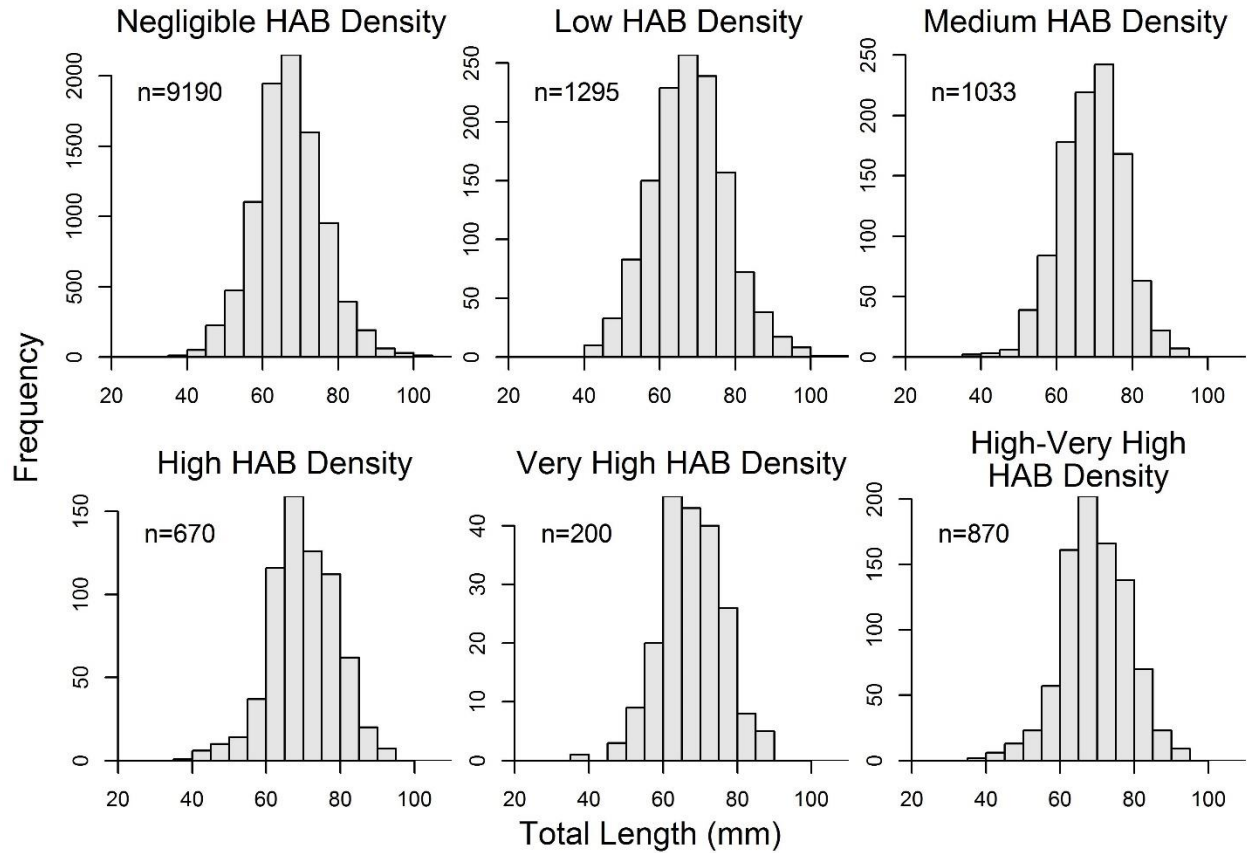 Negligible HAB Density
Low HAB Density
Medium HAB Density
n=9190
n=1295
n=1033
0 500 1000 1500 2000
0 50 100 150 200 250
0 50 100 150 200 250
20 40 60 80 100
20 40 60 80 100
20 40 60 80 100
Frequency
High HAB Density
Very High HAB Density
High-Very High
HAB Density
n=670
n=200
n=870
0 50 100 150
0 10 20 30 40
0 50 100 150 200
20 40 60 80 100
20 40 60 80 100
20 40 60 80 100
Total Length (mm)